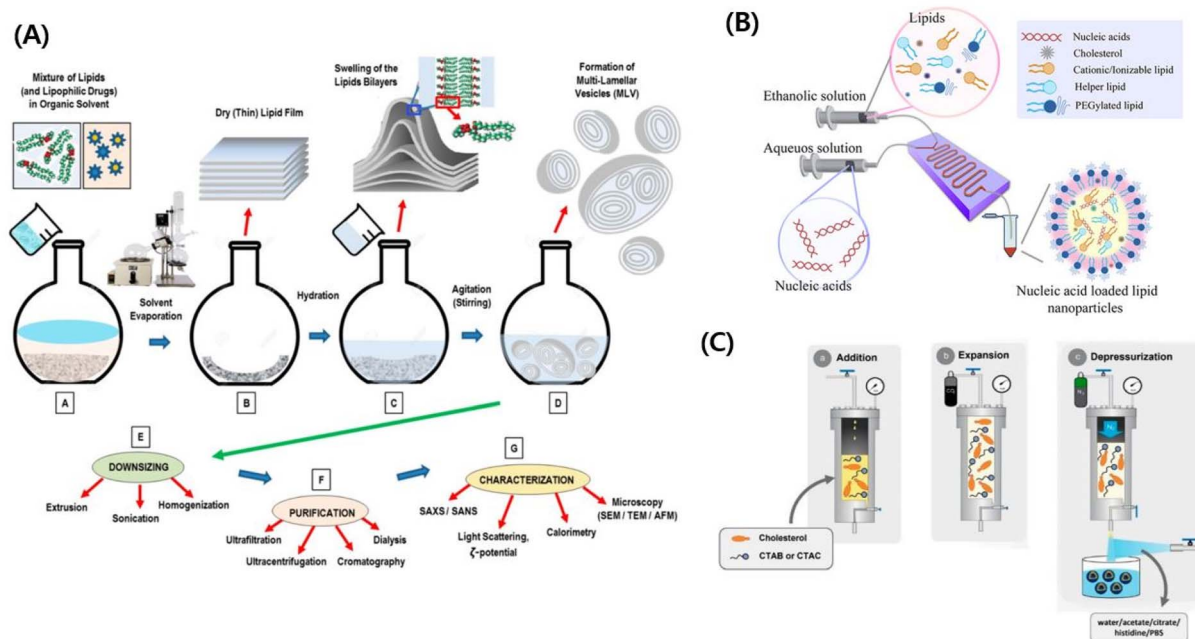 (A)
Mixture of Lipids
(and Lipophilic Drugs)
in Organic Solvent
Dry (Thin) Lipid Film
Swelling of the
Lipids Bilayers
Formation of
Multi-Lamellar
Vesicles (MLV)
Solvent
Evaporation
Hydration
Agitation
(Stirring)
A
B
C
D
E
DOWNSIZING
Extrusion
Sonication
Homogenization
F
PURIFICATION
Ultrafiltration
Ultracentrifugation
Cromatography
Dialysis
G
CHARACTERIZATION
SAXS / SANS
Light Scattering,
ζ-potential
Calorimetry
Microscopy
(SEM / TEM / AFM)
(B)
Lipids
Ethanolic solution
Aqueuos solution
Nucleic acids
Nucleic acids
Cholesterol
Cationic/Ionizable lipid
Helper lipid
PEGylated lipid
Nucleic acid loaded lipid
nanoparticles
(C)
a Addition
Cholesterol
CTAB or CTAC
b Expansion
CO₂
c Depressurization
N₂
N₂
water/acetate/citrate/
histidine/PBS